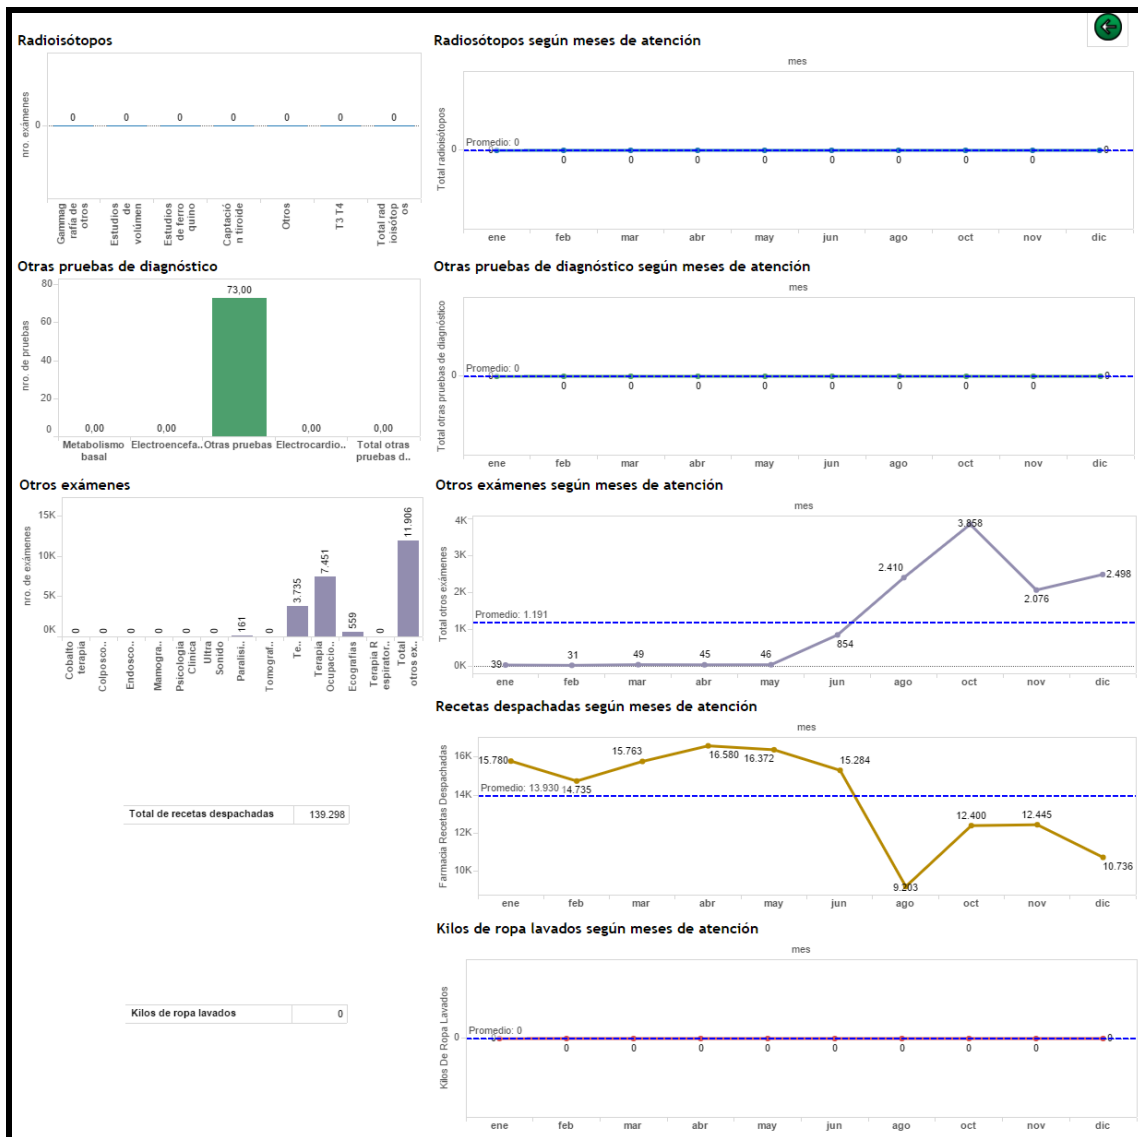 Radioisótopos
nro. exámenes
0
0 0 0 0 0 0 0
Gammag rafía de otros
Estudios de volúmen
Estudios de ferro quino
Captació n tiroide
Otros
T3 T4
Total rad ioisótop os
Radiosótopos según meses de atención
mes
Total radioisótopos
0
Promedio: 0
0 0 0 0 0 0 0 0 0 0
ene feb mar abr may jun ago oct nov dic
Otras pruebas de diagnóstico
nro. de pruebas
80
60
40
20
0
0,00 0,00 73,00 0,00 0,00
Metabolismo basal
Electroencefa..
Otras pruebas
Electrocardio..
Total otras pruebas d..
Otras pruebas de diagnóstico según meses de atención
mes
Total otras pruebas de diagnóstico
0
Promedio: 0
0 0 0 0 0 0 0 0 0 0
ene feb mar abr may jun ago oct nov dic
Otros exámenes
nro. de exámenes
15K
10K
5K
0K
0 0 0 0 0 0 161 0 3.735 7.451 559 0 11.906
Cobalto terapia
Colposco..
Endosco..
Mamogra..
Psicologia Clínica
Ultra Sonido
Paralisi..
Tomograf..
Te..
Terapia Ocupacio..
Ecografias
Terapia R espirator..
Total otros ex..
Otros exámenes según meses de atención
mes
Total otros exámenes
4K
3K
2K
1K
0K
Promedio: 1.191
39 31 49 45 46 854 2.410 3.858 2.076 2.498
ene feb mar abr may jun ago oct nov dic
Recetas despachadas según meses de atención
mes
Farmacia Recetas Despachadas
16K
14K
12K
10K
Promedio: 13.930
15.780 14.735 15.763 16.580 16.372 15.284 9.203 12.400 12.445 10.736
ene feb mar abr may jun ago oct nov dic
Total de recetas despachadas 139.298
Kilos de ropa lavados según meses de atención
mes
Kilos De Ropa Lavados
0
Promedio: 0
0 0 0 0 0 0 0 0 0 0
ene feb mar abr may jun ago oct nov dic
Kilos de ropa lavados 0